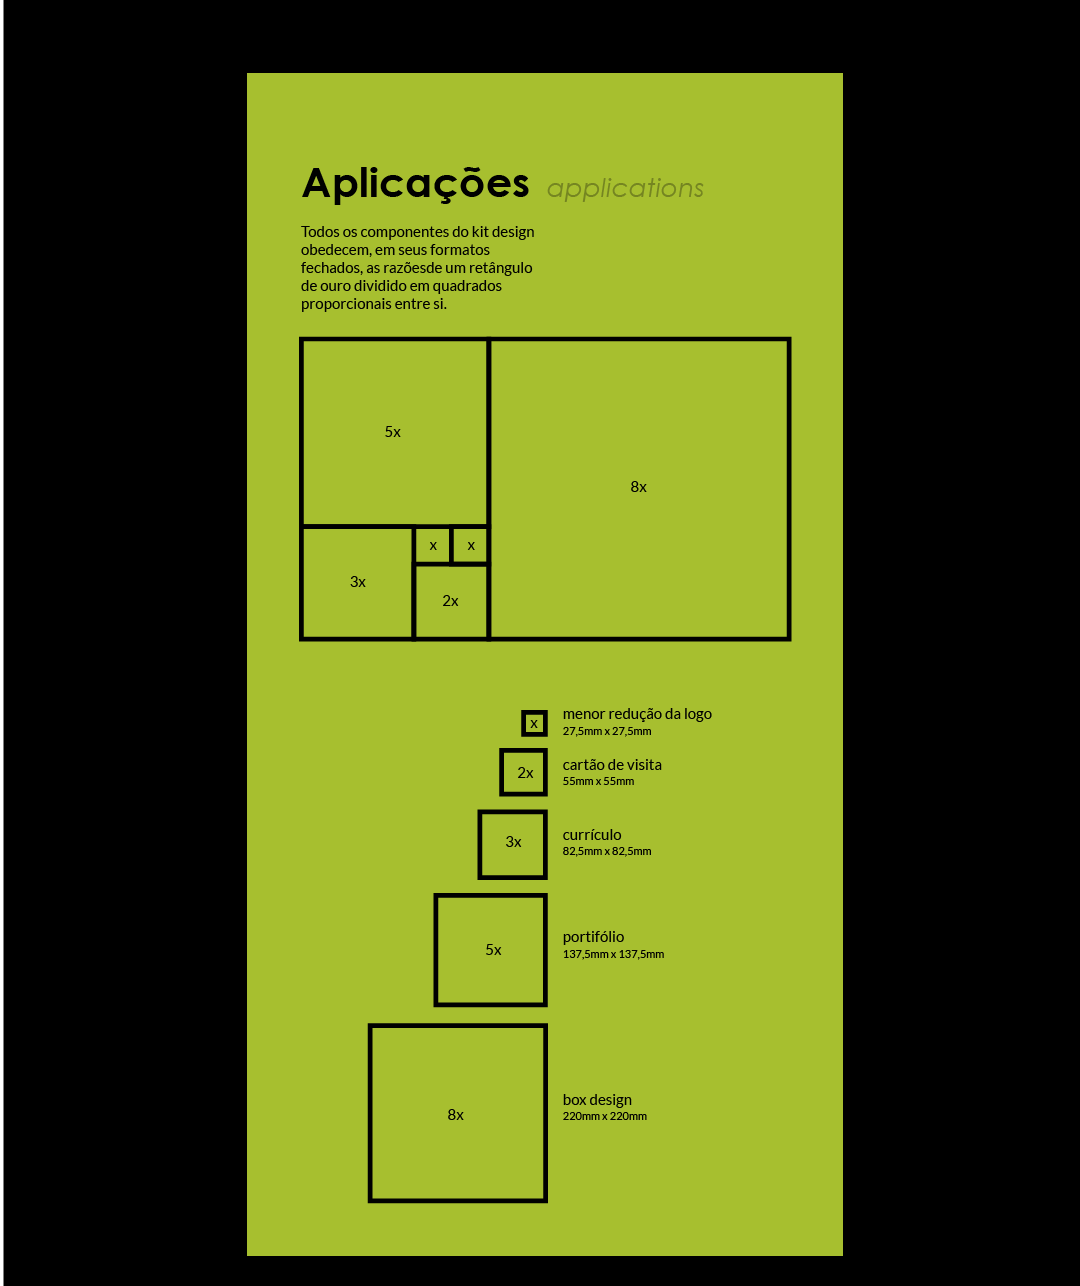 Aplicações applications
Todos os componentes do kit design
obedecem, em seus formatos
fechados, as razõesde um retângulo
de ouro dividido em quadrados
proporcionais entre si.
5x
8x
x x
3x
2x
x
menor redução da logo
27,5mm x 27,5mm
2x
cartão de visita
55mm x 55mm
3x
currículo
82,5mm x 82,5mm
5x
portifólio
137,5mm x 137,5mm
8x
box design
220mm x 220mm